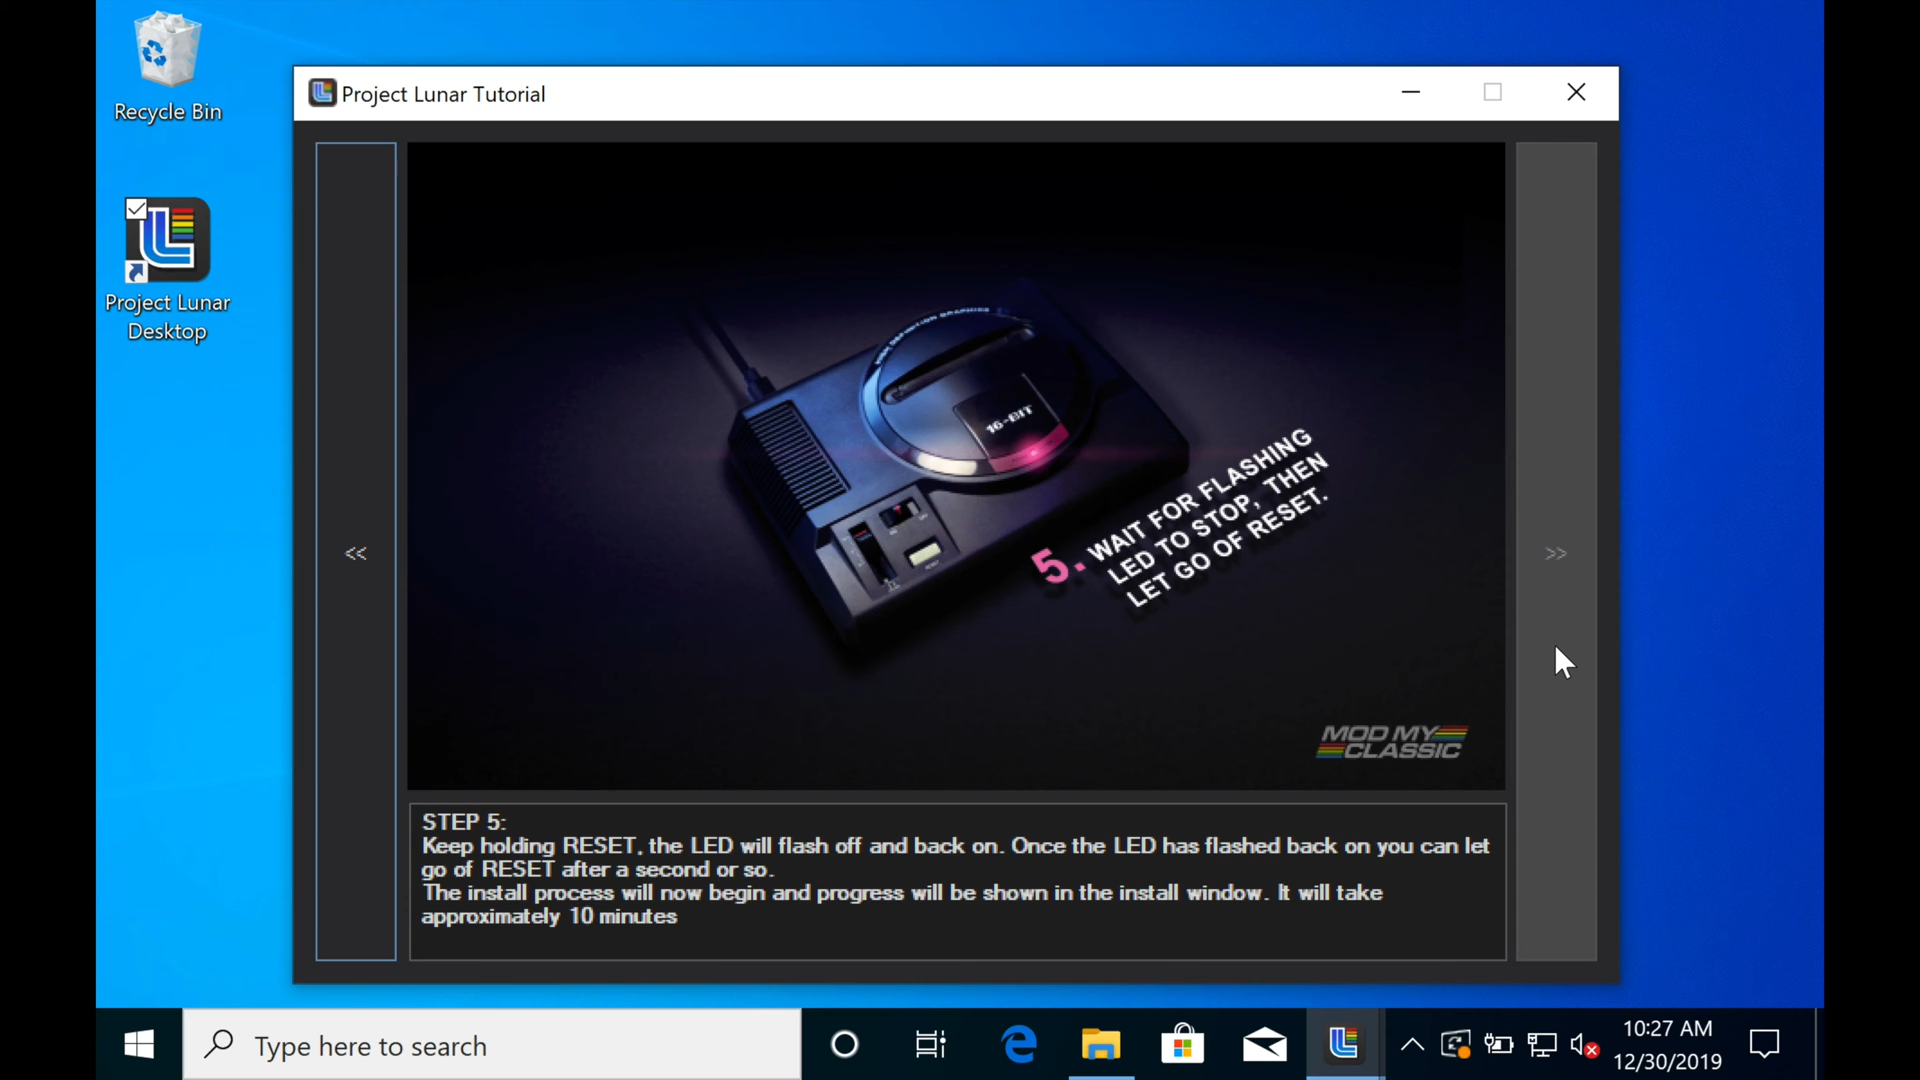 Recycle Bin
Project Lunar
Desktop
Project Lunar Tutorial
<<
HIGH DEFINITION GRAPHICS
16-BIT
RESET
5. WAIT FOR FLASHING
LED TO STOP, THEN
LET GO OF RESET.
MOD MY
CLASSIC
>>
STEP 5:
Keep holding RESET, the LED will flash off and back on. Once the LED has flashed back on you can let
go of RESET after a second or so.
The install process will now begin and progress will be shown in the install window. It will take
approximately 10 minutes
Type here to search
10:27 AM
12/30/2019